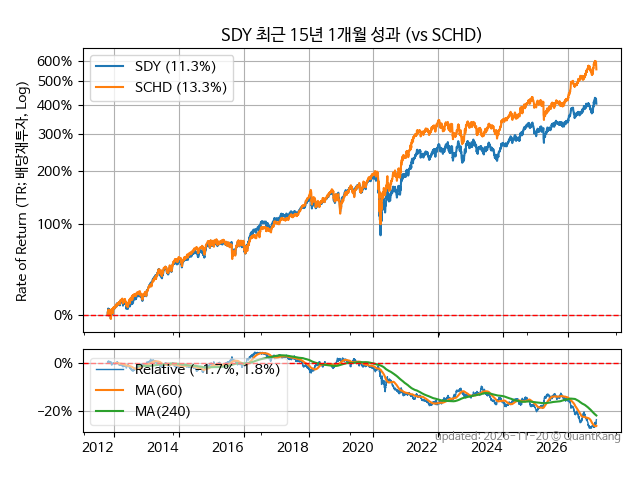 SDY 최근 15년 1개월 성과 (vs SCHD)
Rate of Return (TR; 배당재투자, Log)
600%
500%
400%
300%
200%
100%
0%
SDY (11.3%)
SCHD (13.3%)
0%
−20%
Relative (−1.7%, 1.8%)
MA(60)
MA(240)
2012 2014 2016 2018 2020 2022 2024 2026
updated: 2026-11-20 © QuantKang